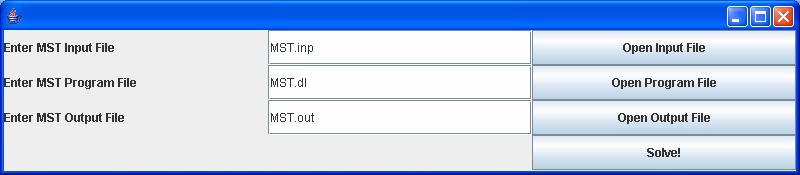 Enter MST Input File MST.inp Open Input File
Enter MST Program File MST.dl Open Program File
Enter MST Output File MST.out Open Output File
Solve!